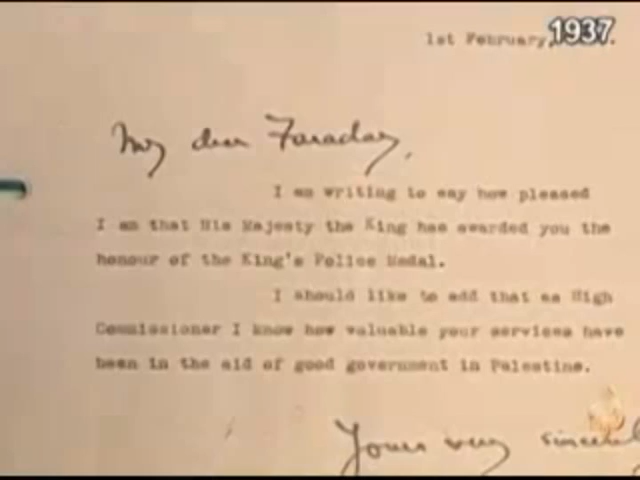 1st February, 1937.
My dear Faraday,
I am writing to say how pleased
I am that His Majesty the King has awarded you the
honour of the King's Police Medal.
I should like to add that as High
Commissioner I know how valuable your services have
been in the aid of good government in Palestine.
Yours very sincerely